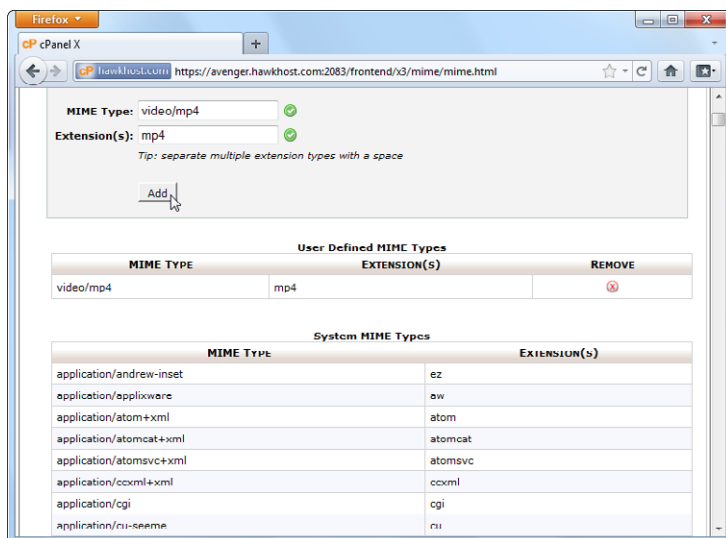 Firefox
cP cPanel X
cP hawkhost.com https://avenger.hawkhost.com:2083/frontend/x3/mime/mime.html
MIME Type: video/mp4
Extension(s): mp4
Tip: separate multiple extension types with a space
Add
User Defined MIME Types
MIME TYPE EXTENSION(S) REMOVE
video/mp4 mp4
System MIME Types
MIME TYPE EXTENSION(S)
application/andrew-inset ez
application/applixware aw
application/atom+xml atom
application/atomcat+xml atomcat
application/atomsvc+xml atomsvc
application/ccxml+xml ccxml
application/cgi cgi
application/cu-seeme cu